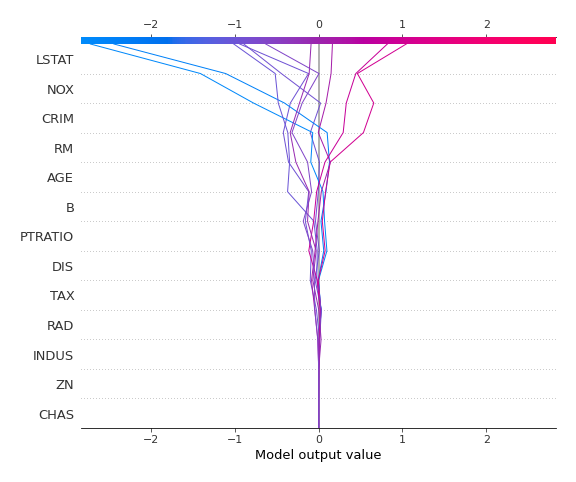 −2 −1 0 1 2
LSTAT
NOX
CRIM
RM
AGE
B
PTRATIO
DIS
TAX
RAD
INDUS
ZN
CHAS
−2 −1 0 1 2
Model output value